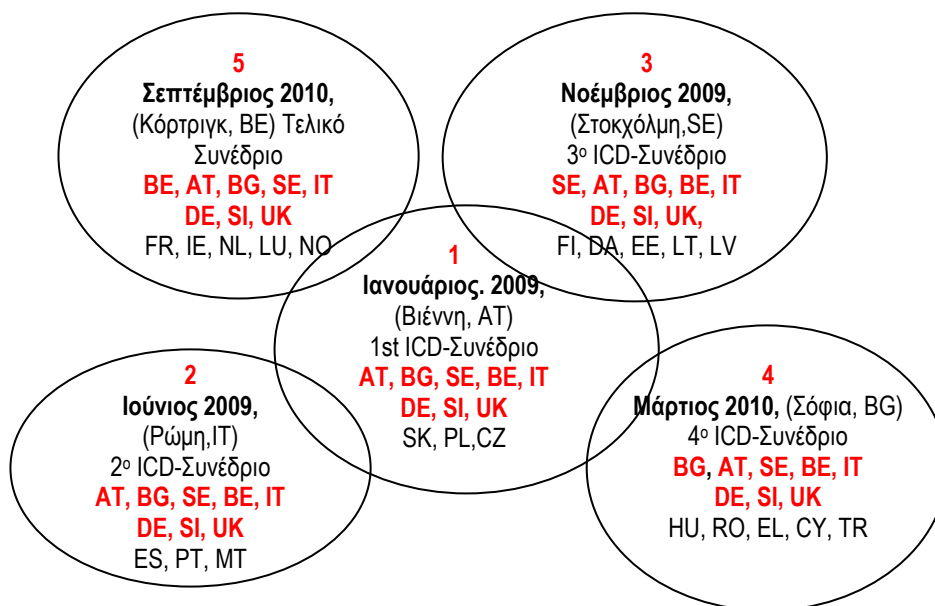 5
Σεπτέμβριος 2010,
(Κόρτριγκ, BE) Τελικό
Συνέδριο
BE, AT, BG, SE, IT
DE, SI, UK
FR, IE, NL, LU, NO
3
Νοέμβριος 2009,
(Στοκχόλμη,SE)
3ο ICD-Συνέδριο
SE, AT, BG, BE, IT
DE, SI, UK,
FI, DA, EE, LT, LV
1
Ιανουάριος. 2009,
(Βιέννη, AT)
1st ICD-Συνέδριο
AT, BG, SE, BE, IT
DE, SI, UK
SK, PL,CZ
2
Ιούνιος 2009,
(Ρώμη,IT)
2ο ICD-Συνέδριο
AT, BG, SE, BE, IT
DE, SI, UK
ES, PT, MT
4
Μάρτιος 2010, (Σόφια, BG)
4ο ICD-Συνέδριο
BG, AT, SE, BE, IT
DE, SI, UK
HU, RO, EL, CY, TR